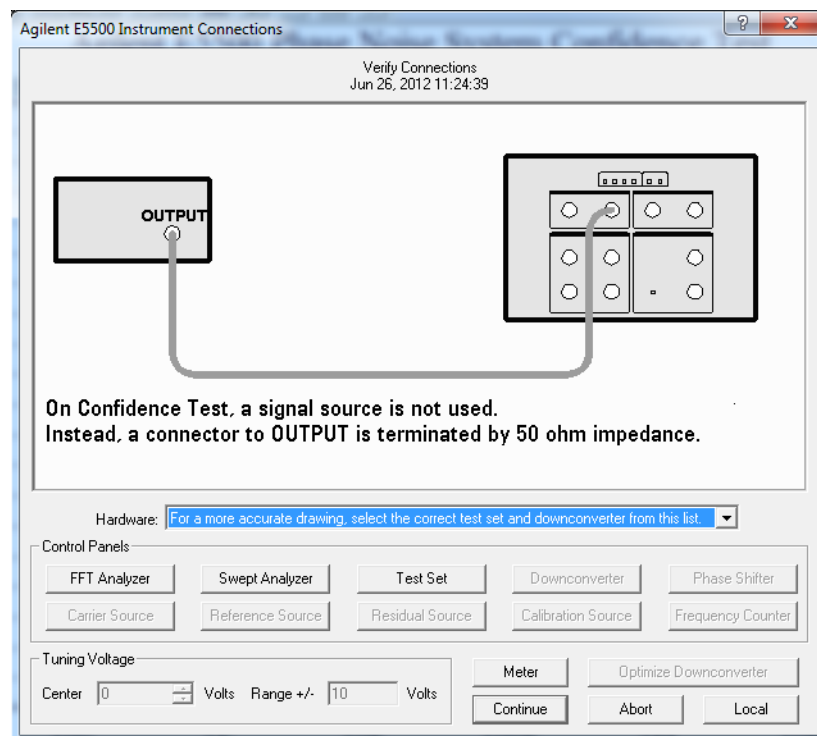 Agilent E5500 Instrument Connections
Verify Connections
Jun 26, 2012 11:24:39
OUTPUT
On Confidence Test, a signal source is not used.
Instead, a connector to OUTPUT is terminated by 50 ohm impedance.
Hardware: For a more accurate drawing, select the correct test set and downconverter from this list.
Control Panels
FFT Analyzer Swept Analyzer Test Set Downconverter Phase Shifter
Carrier Source Reference Source Residual Source Calibration Source Frequency Counter
Tuning Voltage
Center 0 Volts Range +/- 10 Volts
Meter Optimize Downconverter
Continue Abort Local